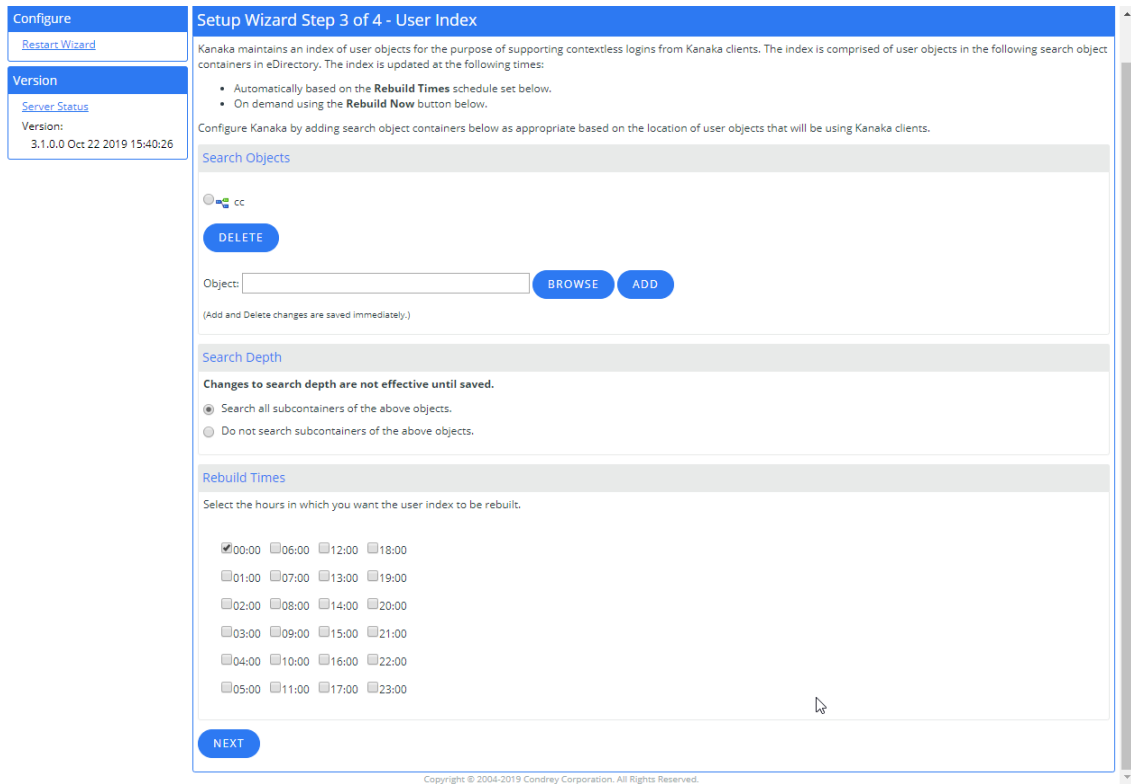 Configure
Restart Wizard
Version
Server Status
Version:
3.1.0.0 Oct 22 2019 15:40:26
Setup Wizard Step 3 of 4 - User Index
Kanaka maintains an index of user objects for the purpose of supporting contextless logins from Kanaka clients. The index is comprised of user objects in the following search object
containers in eDirectory. The index is updated at the following times:
• Automatically based on the Rebuild Times schedule set below.
• On demand using the Rebuild Now button below.
Configure Kanaka by adding search object containers below as appropriate based on the location of user objects that will be using Kanaka clients.
Search Objects
cc
DELETE
Object: BROWSE ADD
(Add and Delete changes are saved immediately.)
Search Depth
Changes to search depth are not effective until saved.
Search all subcontainers of the above objects.
Do not search subcontainers of the above objects.
Rebuild Times
Select the hours in which you want the user index to be rebuilt.
00:00 06:00 12:00 18:00
01:00 07:00 13:00 19:00
02:00 08:00 14:00 20:00
03:00 09:00 15:00 21:00
04:00 10:00 16:00 22:00
05:00 11:00 17:00 23:00
NEXT
Copyright © 2004-2019 Condrey Corporation. All Rights Reserved.